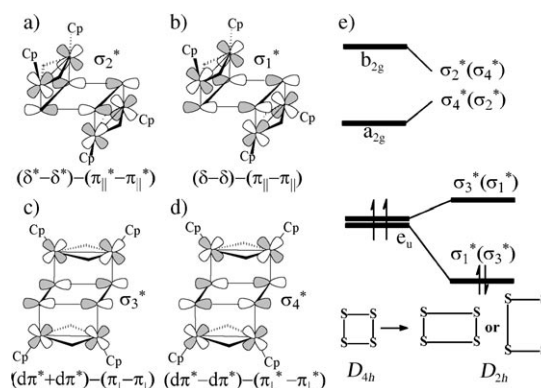 a)
b)
e)
Cp
Cp
σ₂*
Cp
Cp
σ₁*
Cp
Cp
Cp
Cp
(δ*−δ*)−(π||*−π||*)
(δ−δ)−(π||−π||)
c)
d)
Cp
Cp
Cp
Cp
σ₃*
σ₄*
Cp
Cp
Cp
Cp
(dπ*+dπ*)−(π⊥−π⊥)
(dπ*−dπ*)−(π⊥*−π⊥*)
b₂g
σ₂*(σ₄*)
σ₄*(σ₂*)
a₂g
σ₃*(σ₁*)
eᵤ
σ₁*(σ₃*)
S S S S S
or
S S S S S
D₄h
D₂h